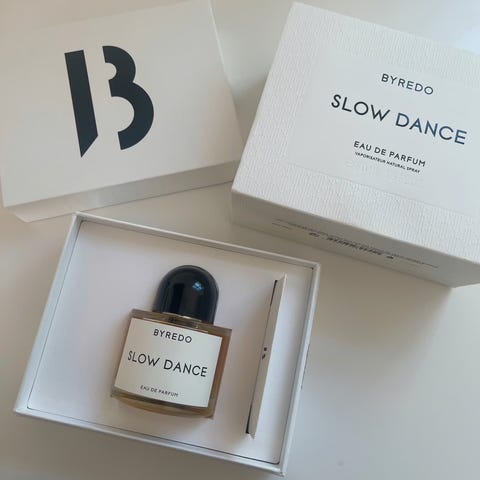 B
BYREDO
SLOW DANCE
EAU DE PARFUM
VAPORISATEUR NATURAL SPRAY
BYREDO
SLOW DANCE
EAU DE PARFUM